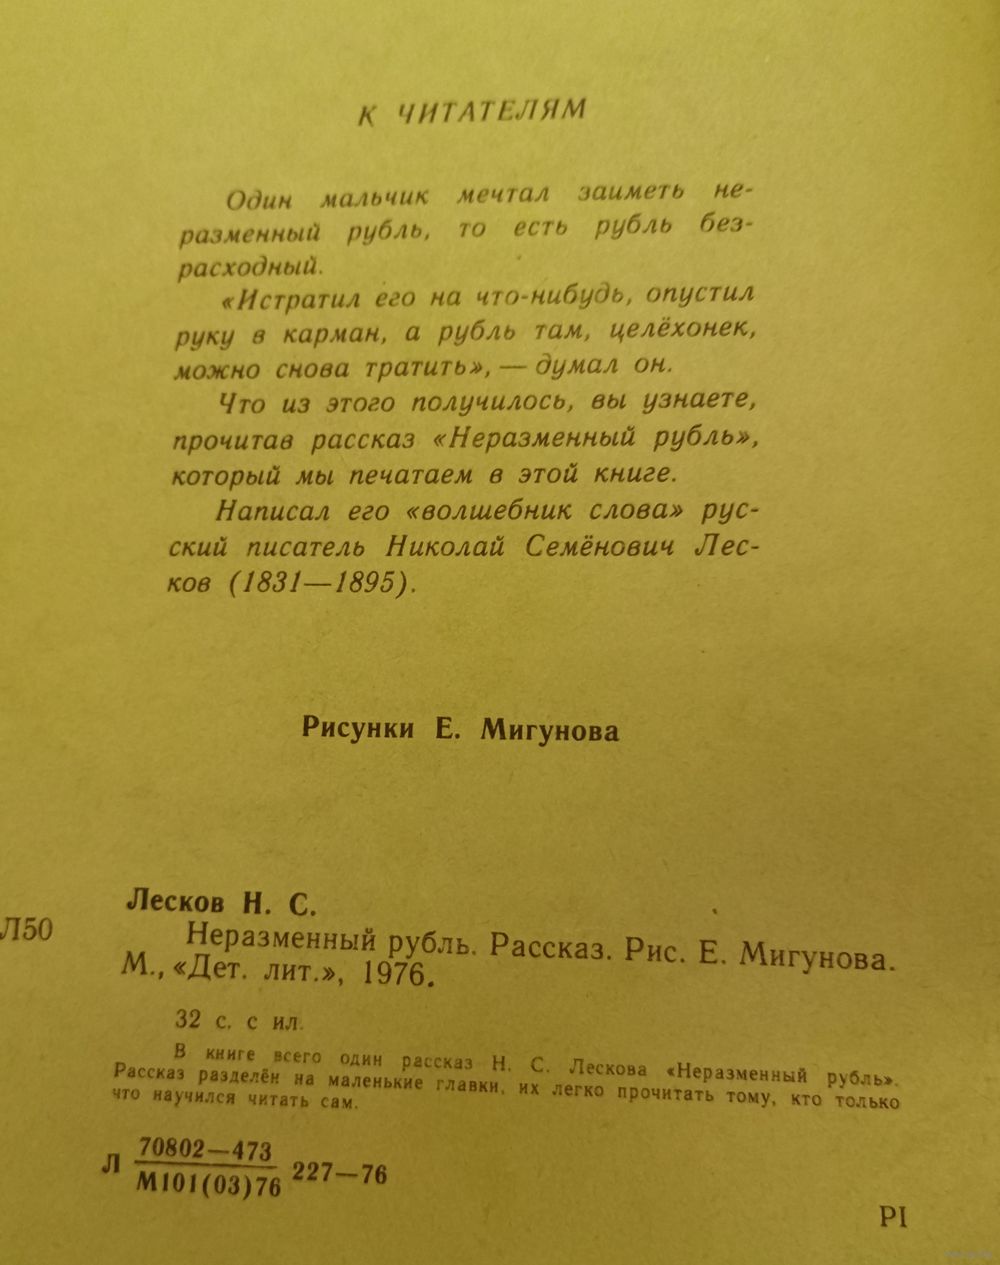 К ЧИТАТЕЛЯМ
Один мальчик мечтал заиметь не-
разменный рубль, то есть рубль без-
расходный.
«Истратил его на что-нибудь, опустил
руку в карман, а рубль там, целёхонек,
можно снова тратить», — думал он.
Что из этого получилось, вы узнаете,
прочитав рассказ «Неразменный рубль»,
который мы печатаем в этой книге.
Написал его «волшебник слова» рус-
ский писатель Николай Семёнович Лес-
ков (1831—1895).
Рисунки Е. Мигунова
Лесков Н. С.
Л50
Неразменный рубль. Рассказ. Рис. Е. Мигунова.
М., «Дет. лит.», 1976.
32 с. с ил.
В книге всего один рассказ Н. С. Лескова «Неразменный рубль».
Рассказ разделён на маленькие главки, их легко прочитать тому, кто только
что научился читать сам.
Л 70802—473
М101(03)76 227—76
Р1